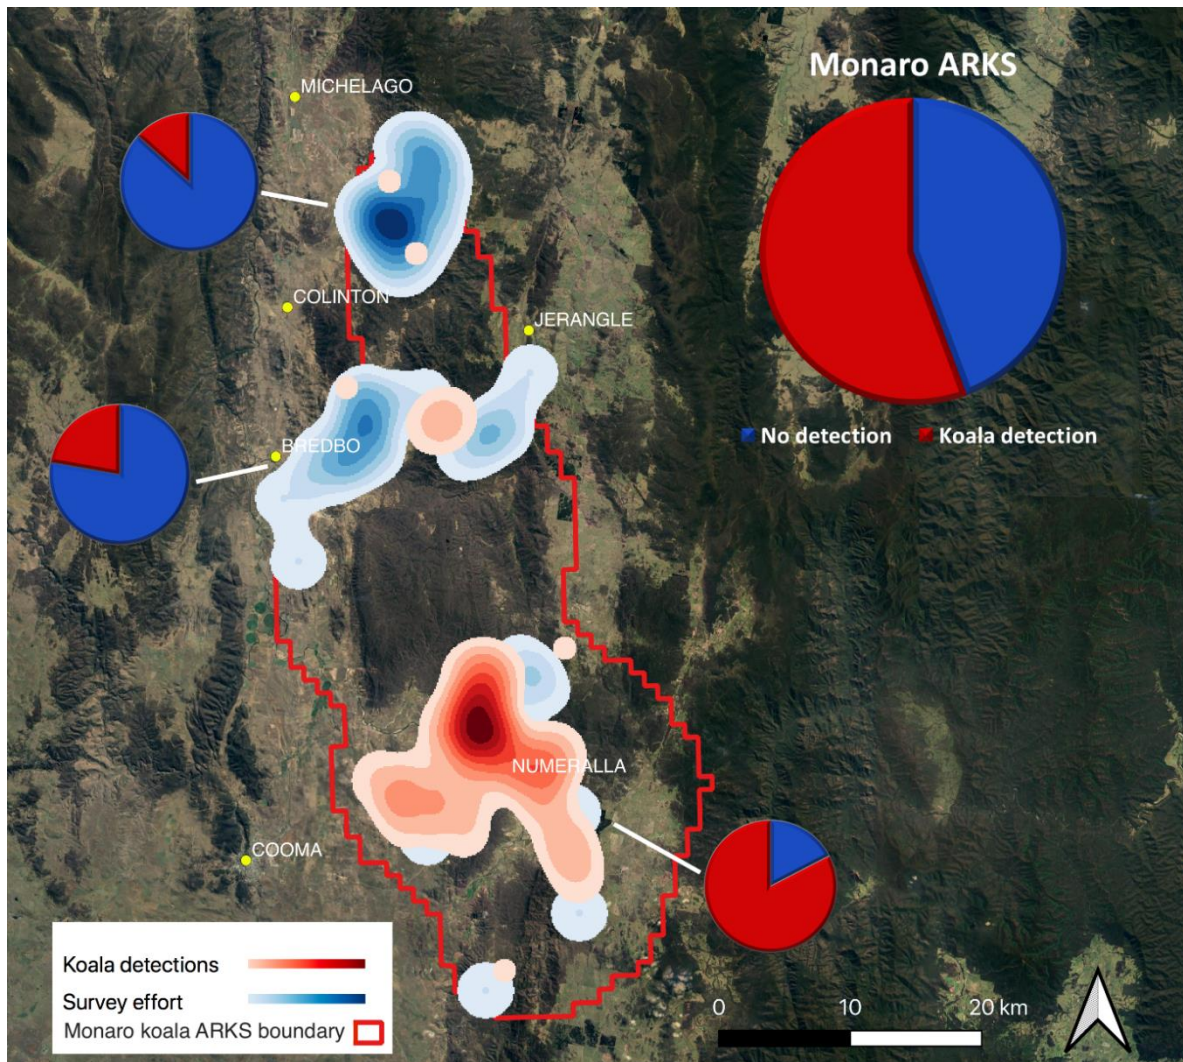 Monaro ARKS
MICHELAGO
COLINTON
JERANGLE
No detection
Koala detection
BREDBO
NUMERALLA
COOMA
Koala detections
Survey effort
Monaro koala ARKS boundary
0 10 20 km